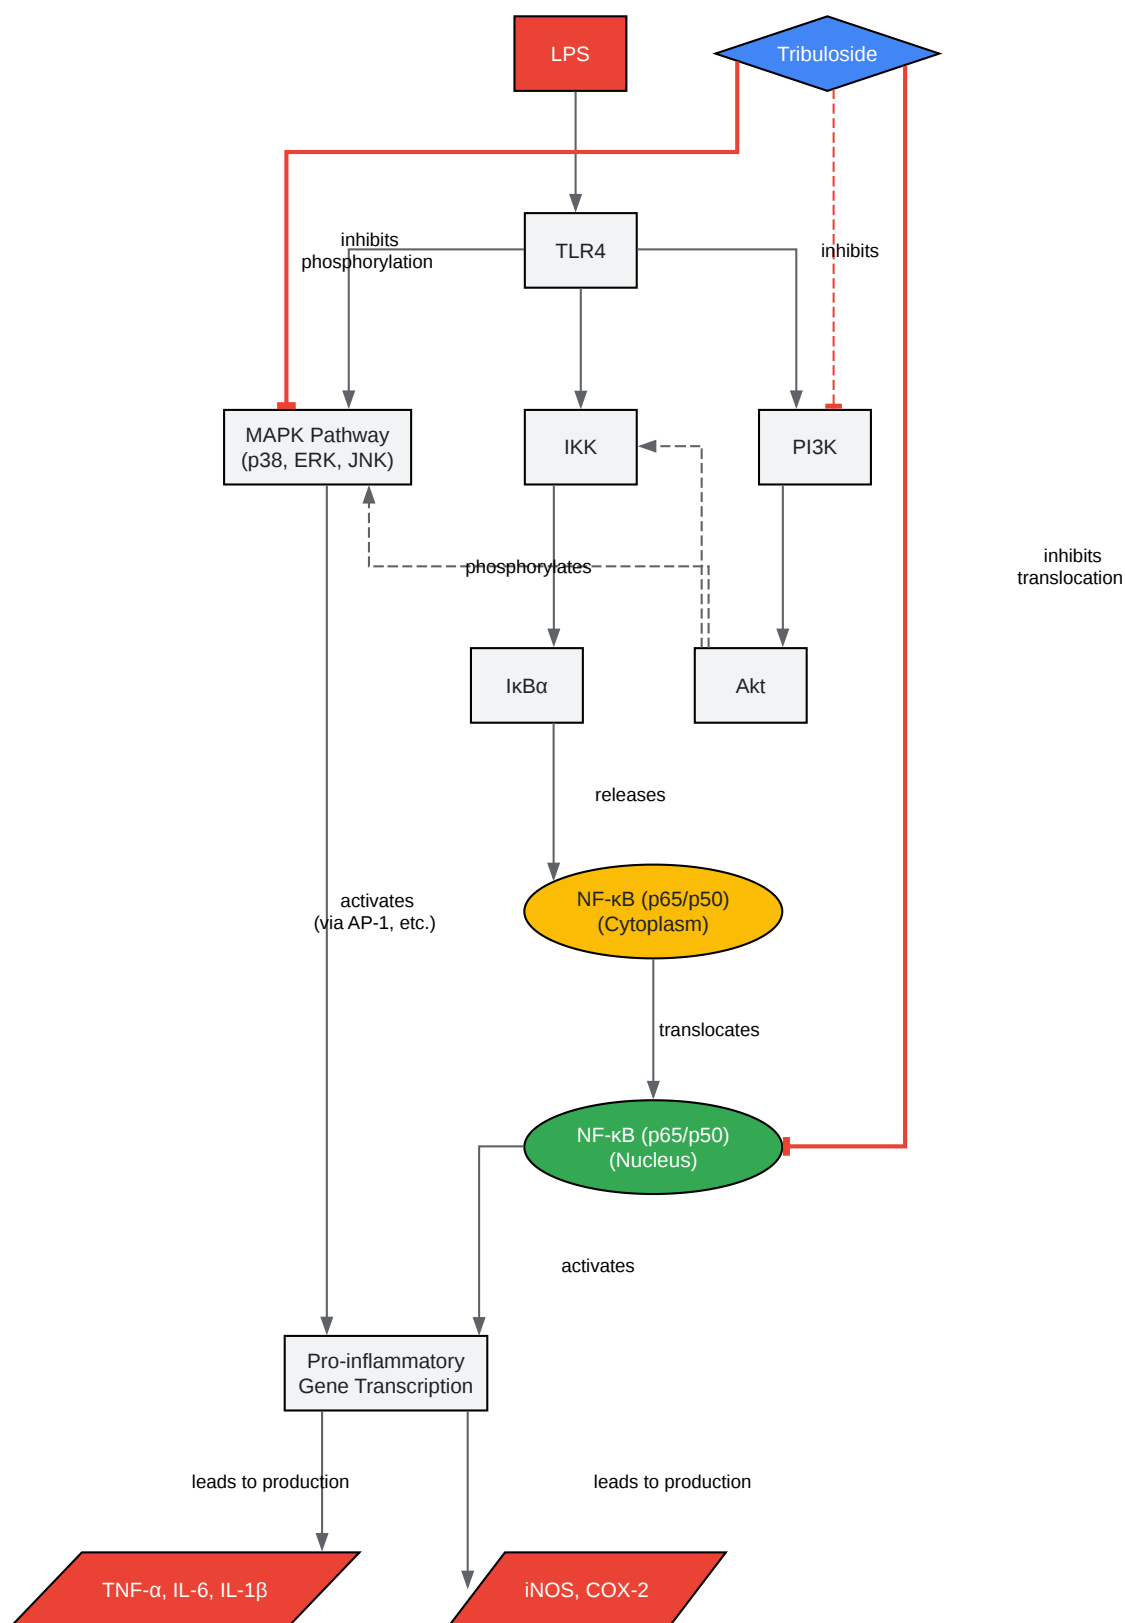 LPS
Tribuloside
inhibits
phosphorylation
TLR4
inhibits
MAPK Pathway
(p38, ERK, JNK)
IKK
PI3K
phosphorylates
inhibits
translocation
IκBα
Akt
releases
activates
(via AP-1, etc.)
NF-κB (p65/p50)
(Cytoplasm)
translocates
NF-κB (p65/p50)
(Nucleus)
activates
Pro-inflammatory
Gene Transcription
leads to production
leads to production
TNF-α, IL-6, IL-1β
iNOS, COX-2